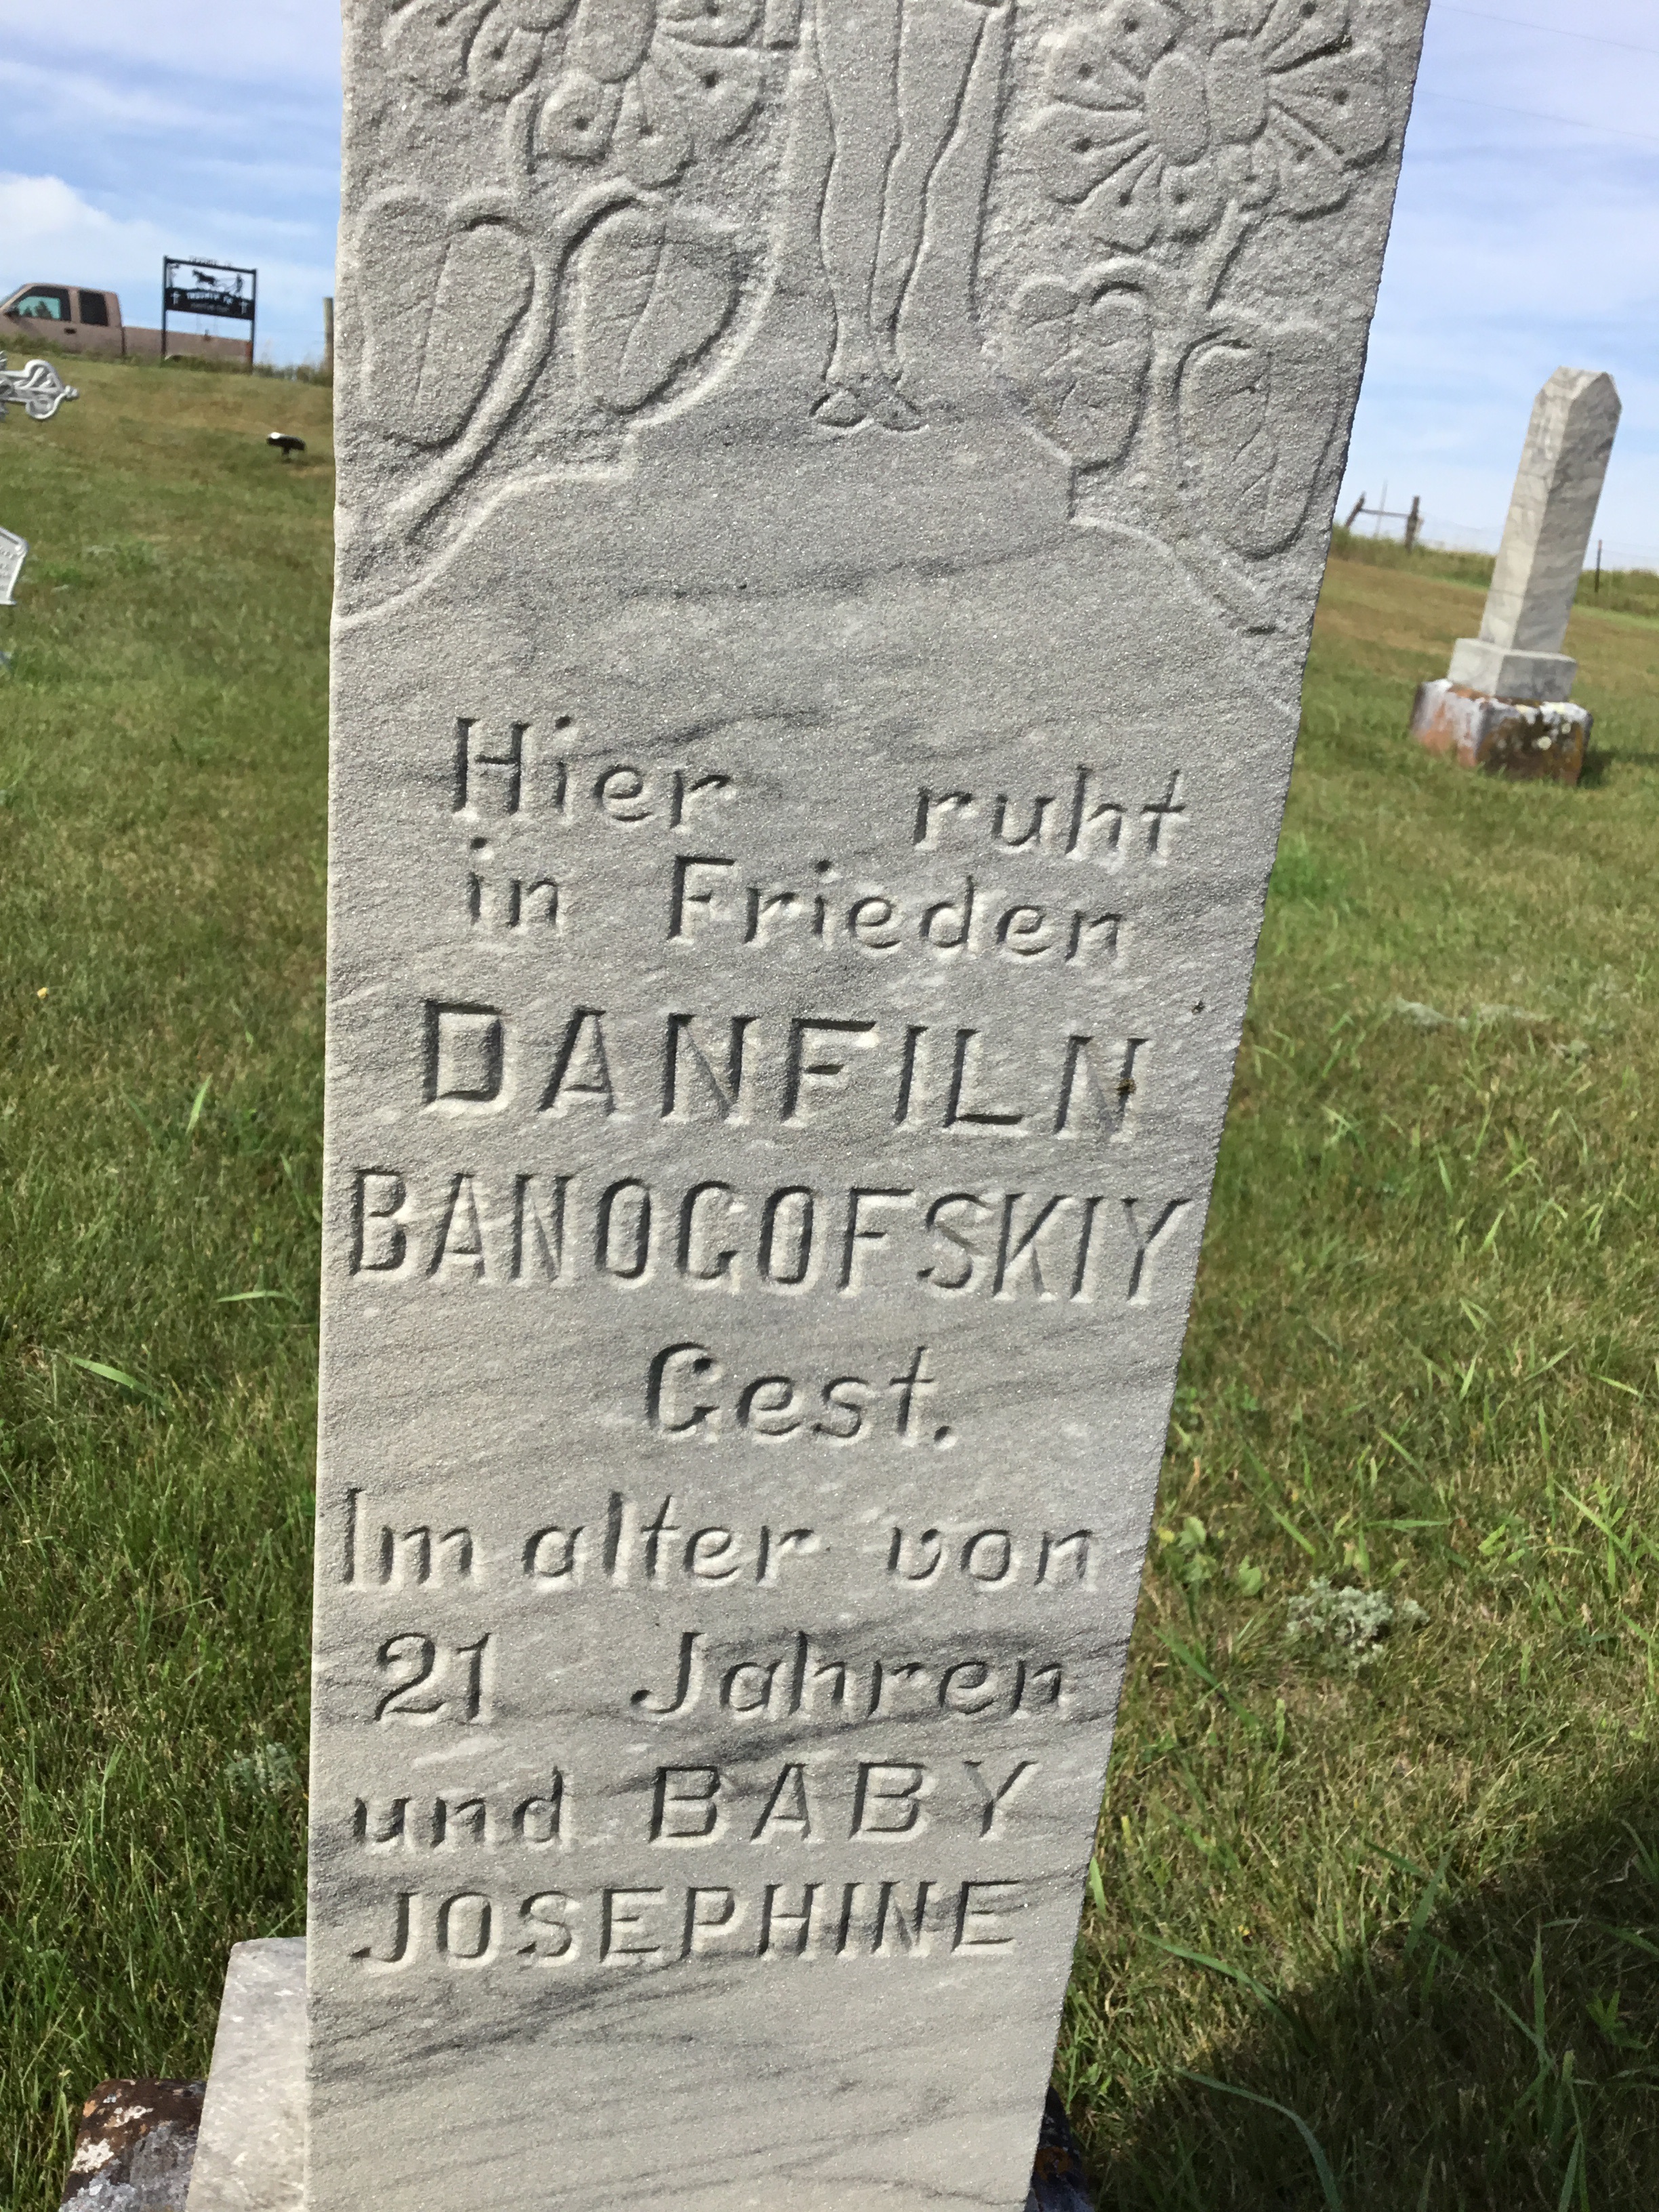 Hier ruht
in Frieden
DANFILN
BANOGOFSKIY
Gest.
Im alter von
21 Jahren
und BABY
JOSEPHINE